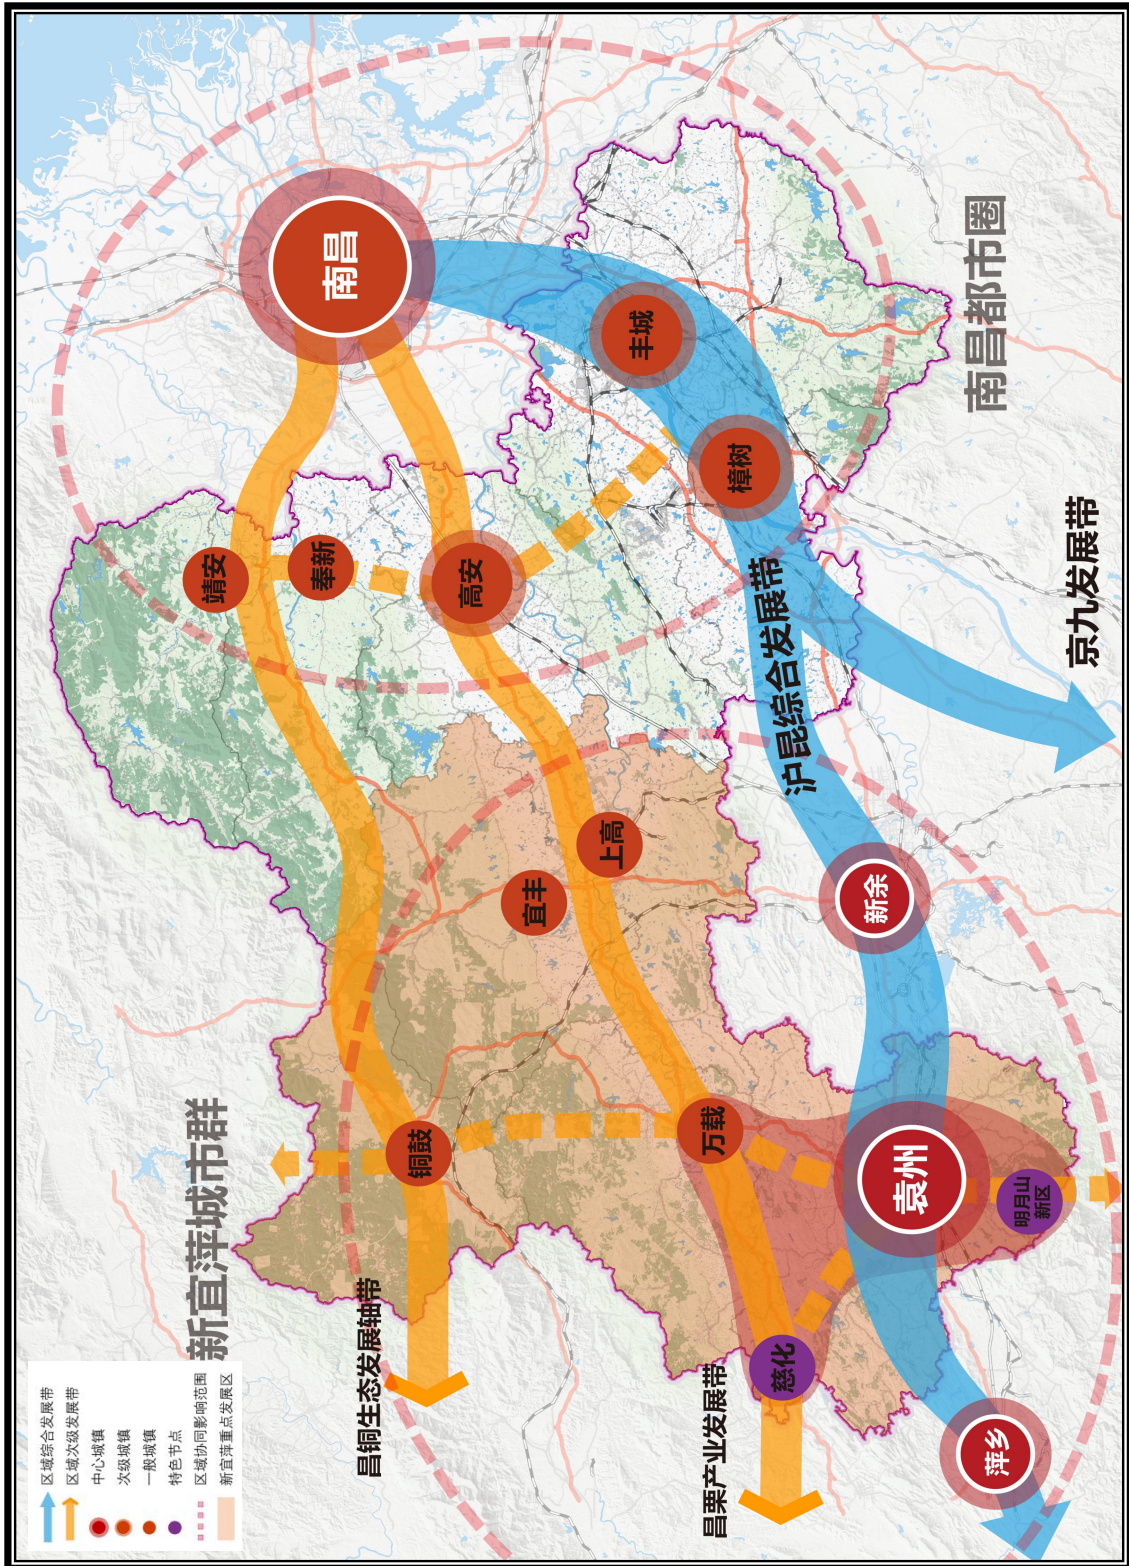 新宜萍城市群
南昌都市圈
南昌
靖安
奉新
高安
丰城
樟树
宜丰
上高
新余
铜鼓
万载
袁州
明月山
新区
慈化
萍乡
沪昆综合发展带
京九发展带
昌铜生态发展轴带
昌栗产业发展带
区域综合发展带
区域次级发展带
中心城镇
次级城镇
一般城镇
特色节点
区域协同影响范围
新宜萍重点发展区